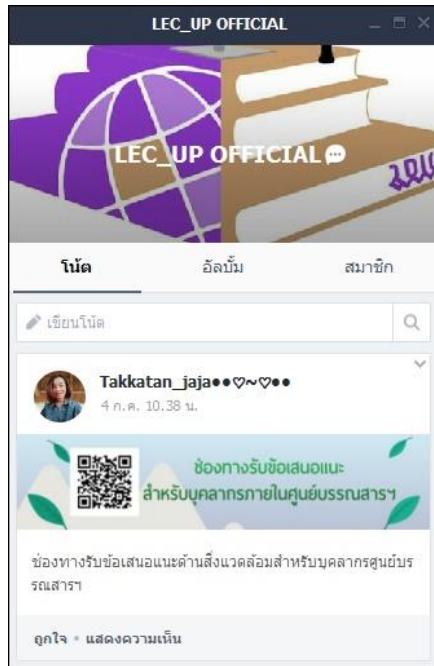 LEC_UP OFFICIAL
LEC_UP OFFICIAL
โน้ต
อัลบั้ม
สมาชิก
เขียนโน้ต
Takkatan_jaja●●♡~♡●●
4 ก.ค. 10.38 น.
ช่องทางรับข้อเสนอแนะ
สำหรับบุคลากรภายในศูนย์บรรณสารฯ
ช่องทางรับข้อเสนอแนะด้านสิ่งแวดล้อมสำหรับบุคลากรศูนย์บร
รณสารฯ
ถูกใจ • แสดงความเห็น